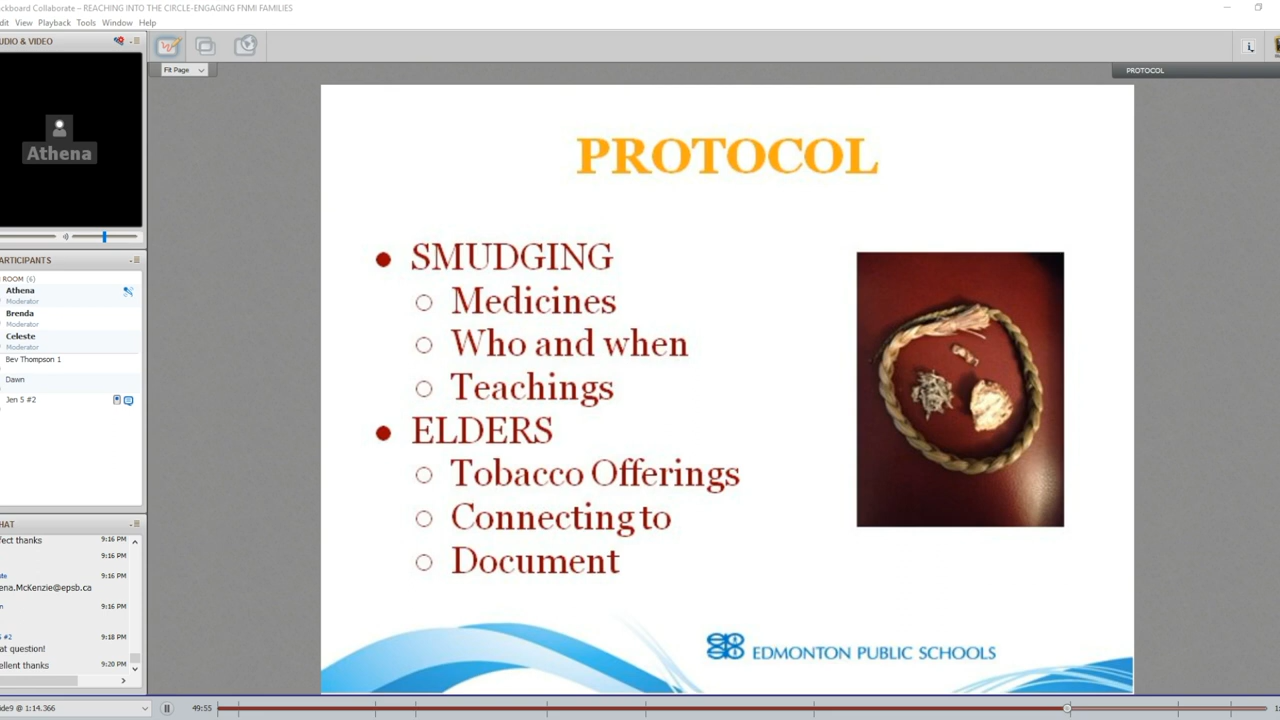 ckboard Collaborate – REACHING INTO THE CIRCLE-ENGAGING FNMI FAMILIES
dit View Playback Tools Window Help
UDIO & VIDEO
Fit Page
PROTOCOL
Athena
Athena
ARTICIPANTS
ROOM (6)
Athena
Moderator
Brenda
Moderator
Celeste
Moderator
Bev Thompson 1
Dawn
Jen 5 #2
HAT
fect thanks 9:16 PM
9:16 PM
9:16 PM
ena.McKenzie@epsb.ca
9:16 PM
#2 9:18 PM
at question!
ellent thanks 9:20 PM
PROTOCOL
SMUDGING
Medicines
Who and when
Teachings
ELDERS
Tobacco Offerings
Connecting to
Document
EDMONTON PUBLIC SCHOOLS
de9 @ 1:14.366
49:55